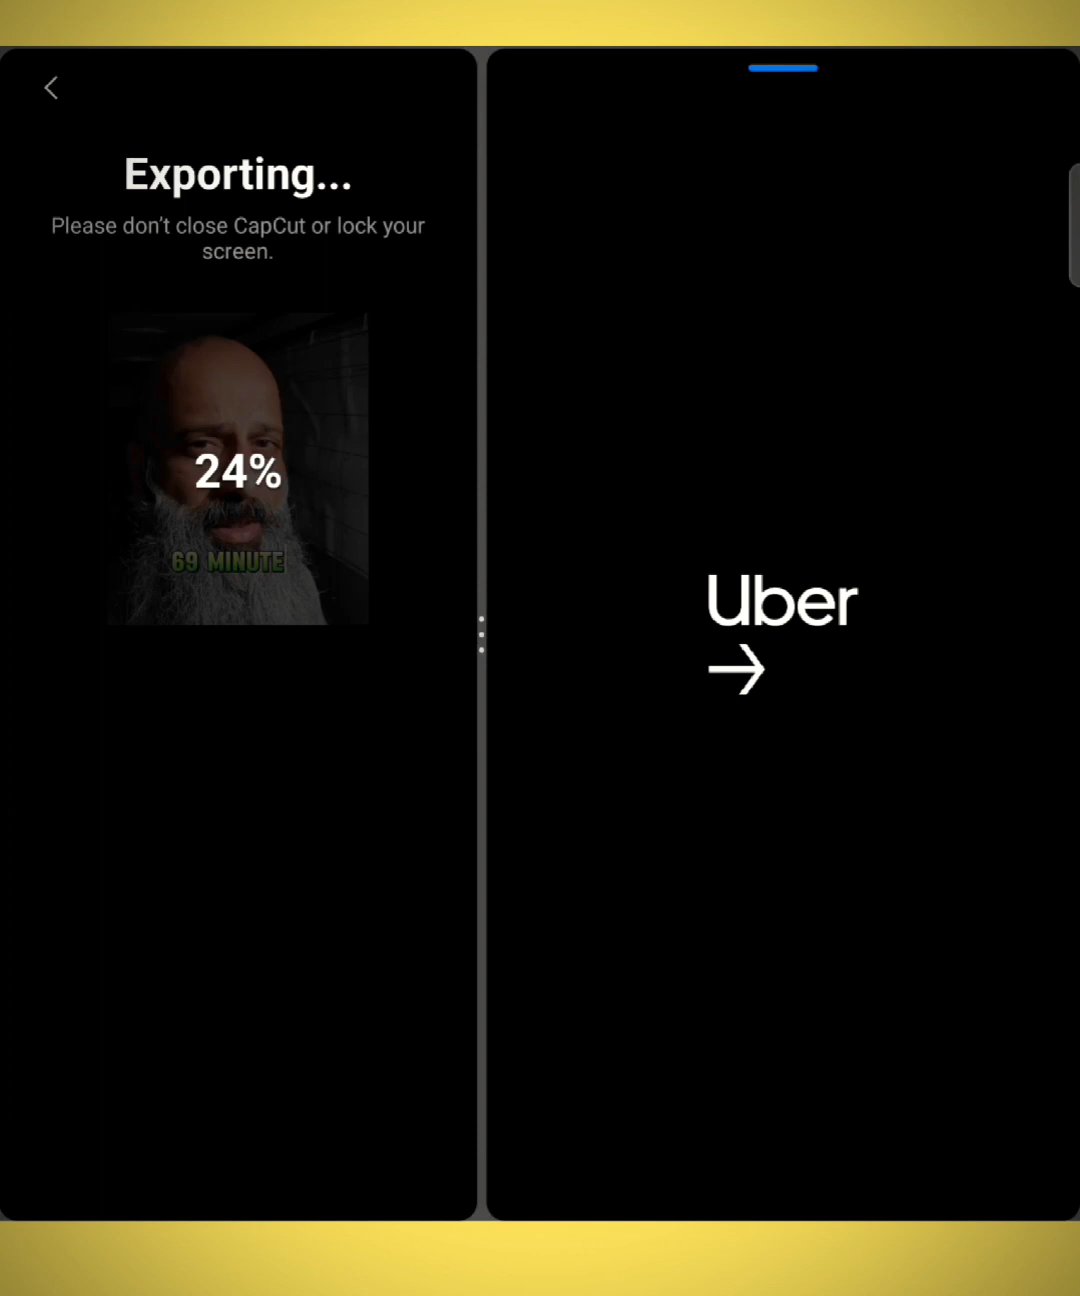 Exporting...
Please don't close CapCut or lock your
screen.
24%
69 MINUTE
Uber